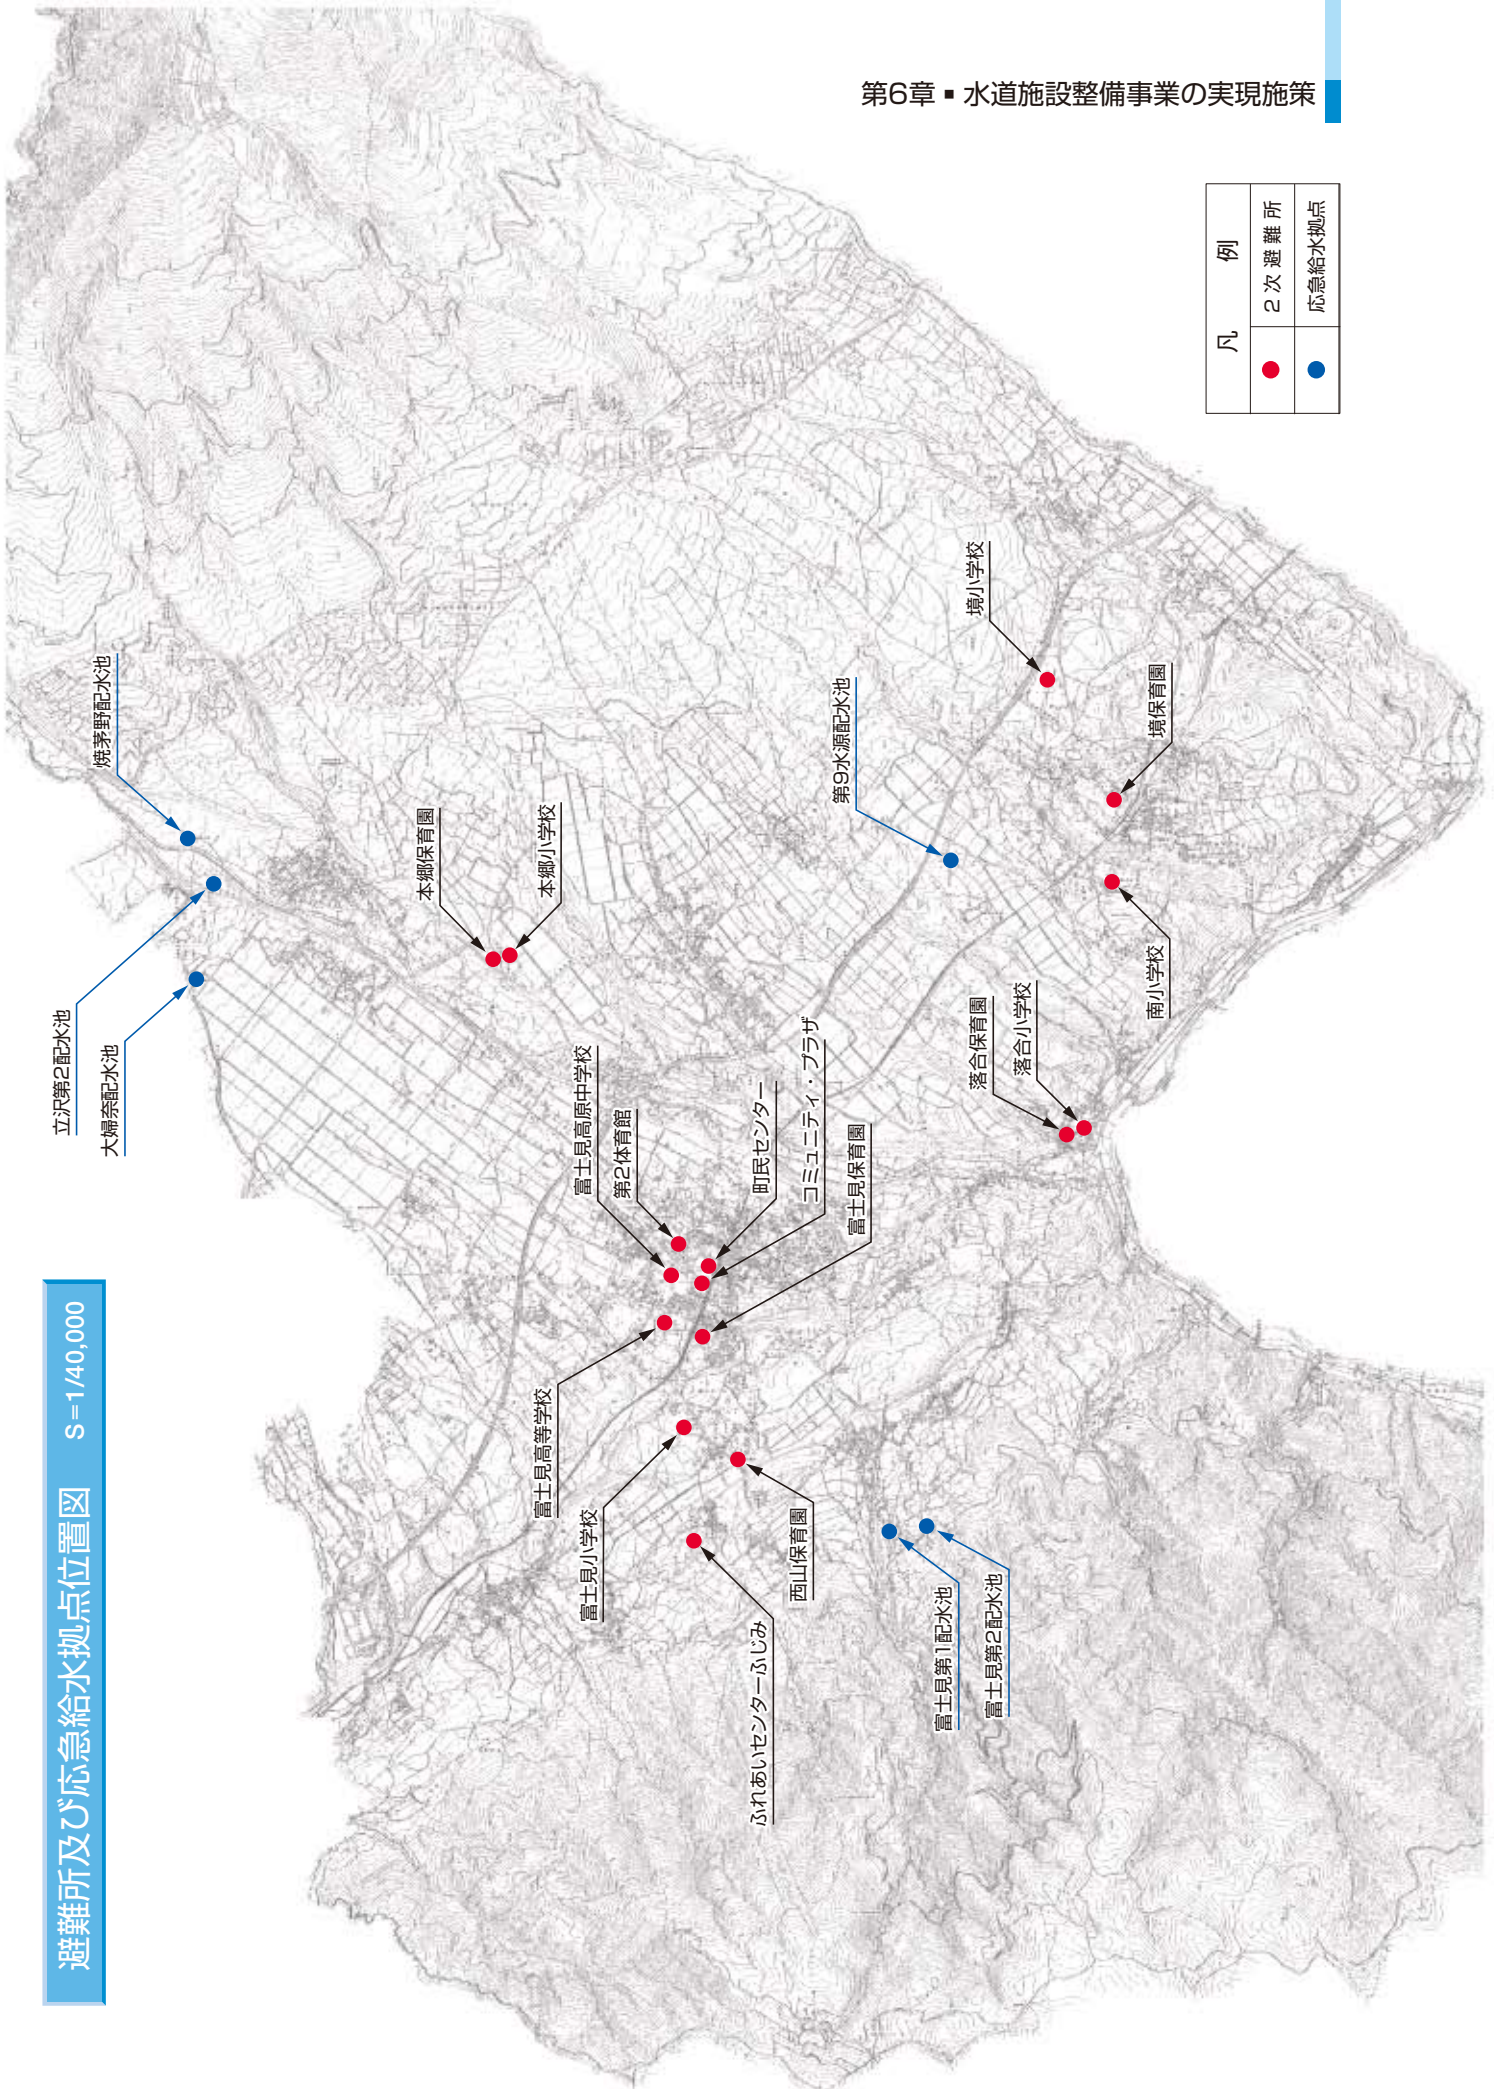 第6章 ■ 水道施設整備事業の実現施策
避難所及び応急給水拠点位置図 S=1/40,000
凡例
2次避難所
応急給水拠点
焼茅野配水池
立沢第2配水池
大婦奈配水池
本郷保育園
本郷小学校
富士見高原中学校
第2体育館
町民センター
コミュニティ・プラザ
富士見保育園
富士見高等学校
富士見小学校
西山保育園
ふれあいセンターふじみ
富士見第1配水池
富士見第2配水池
第9水源配水池
境小学校
境保育園
南小学校
落合保育園
落合小学校